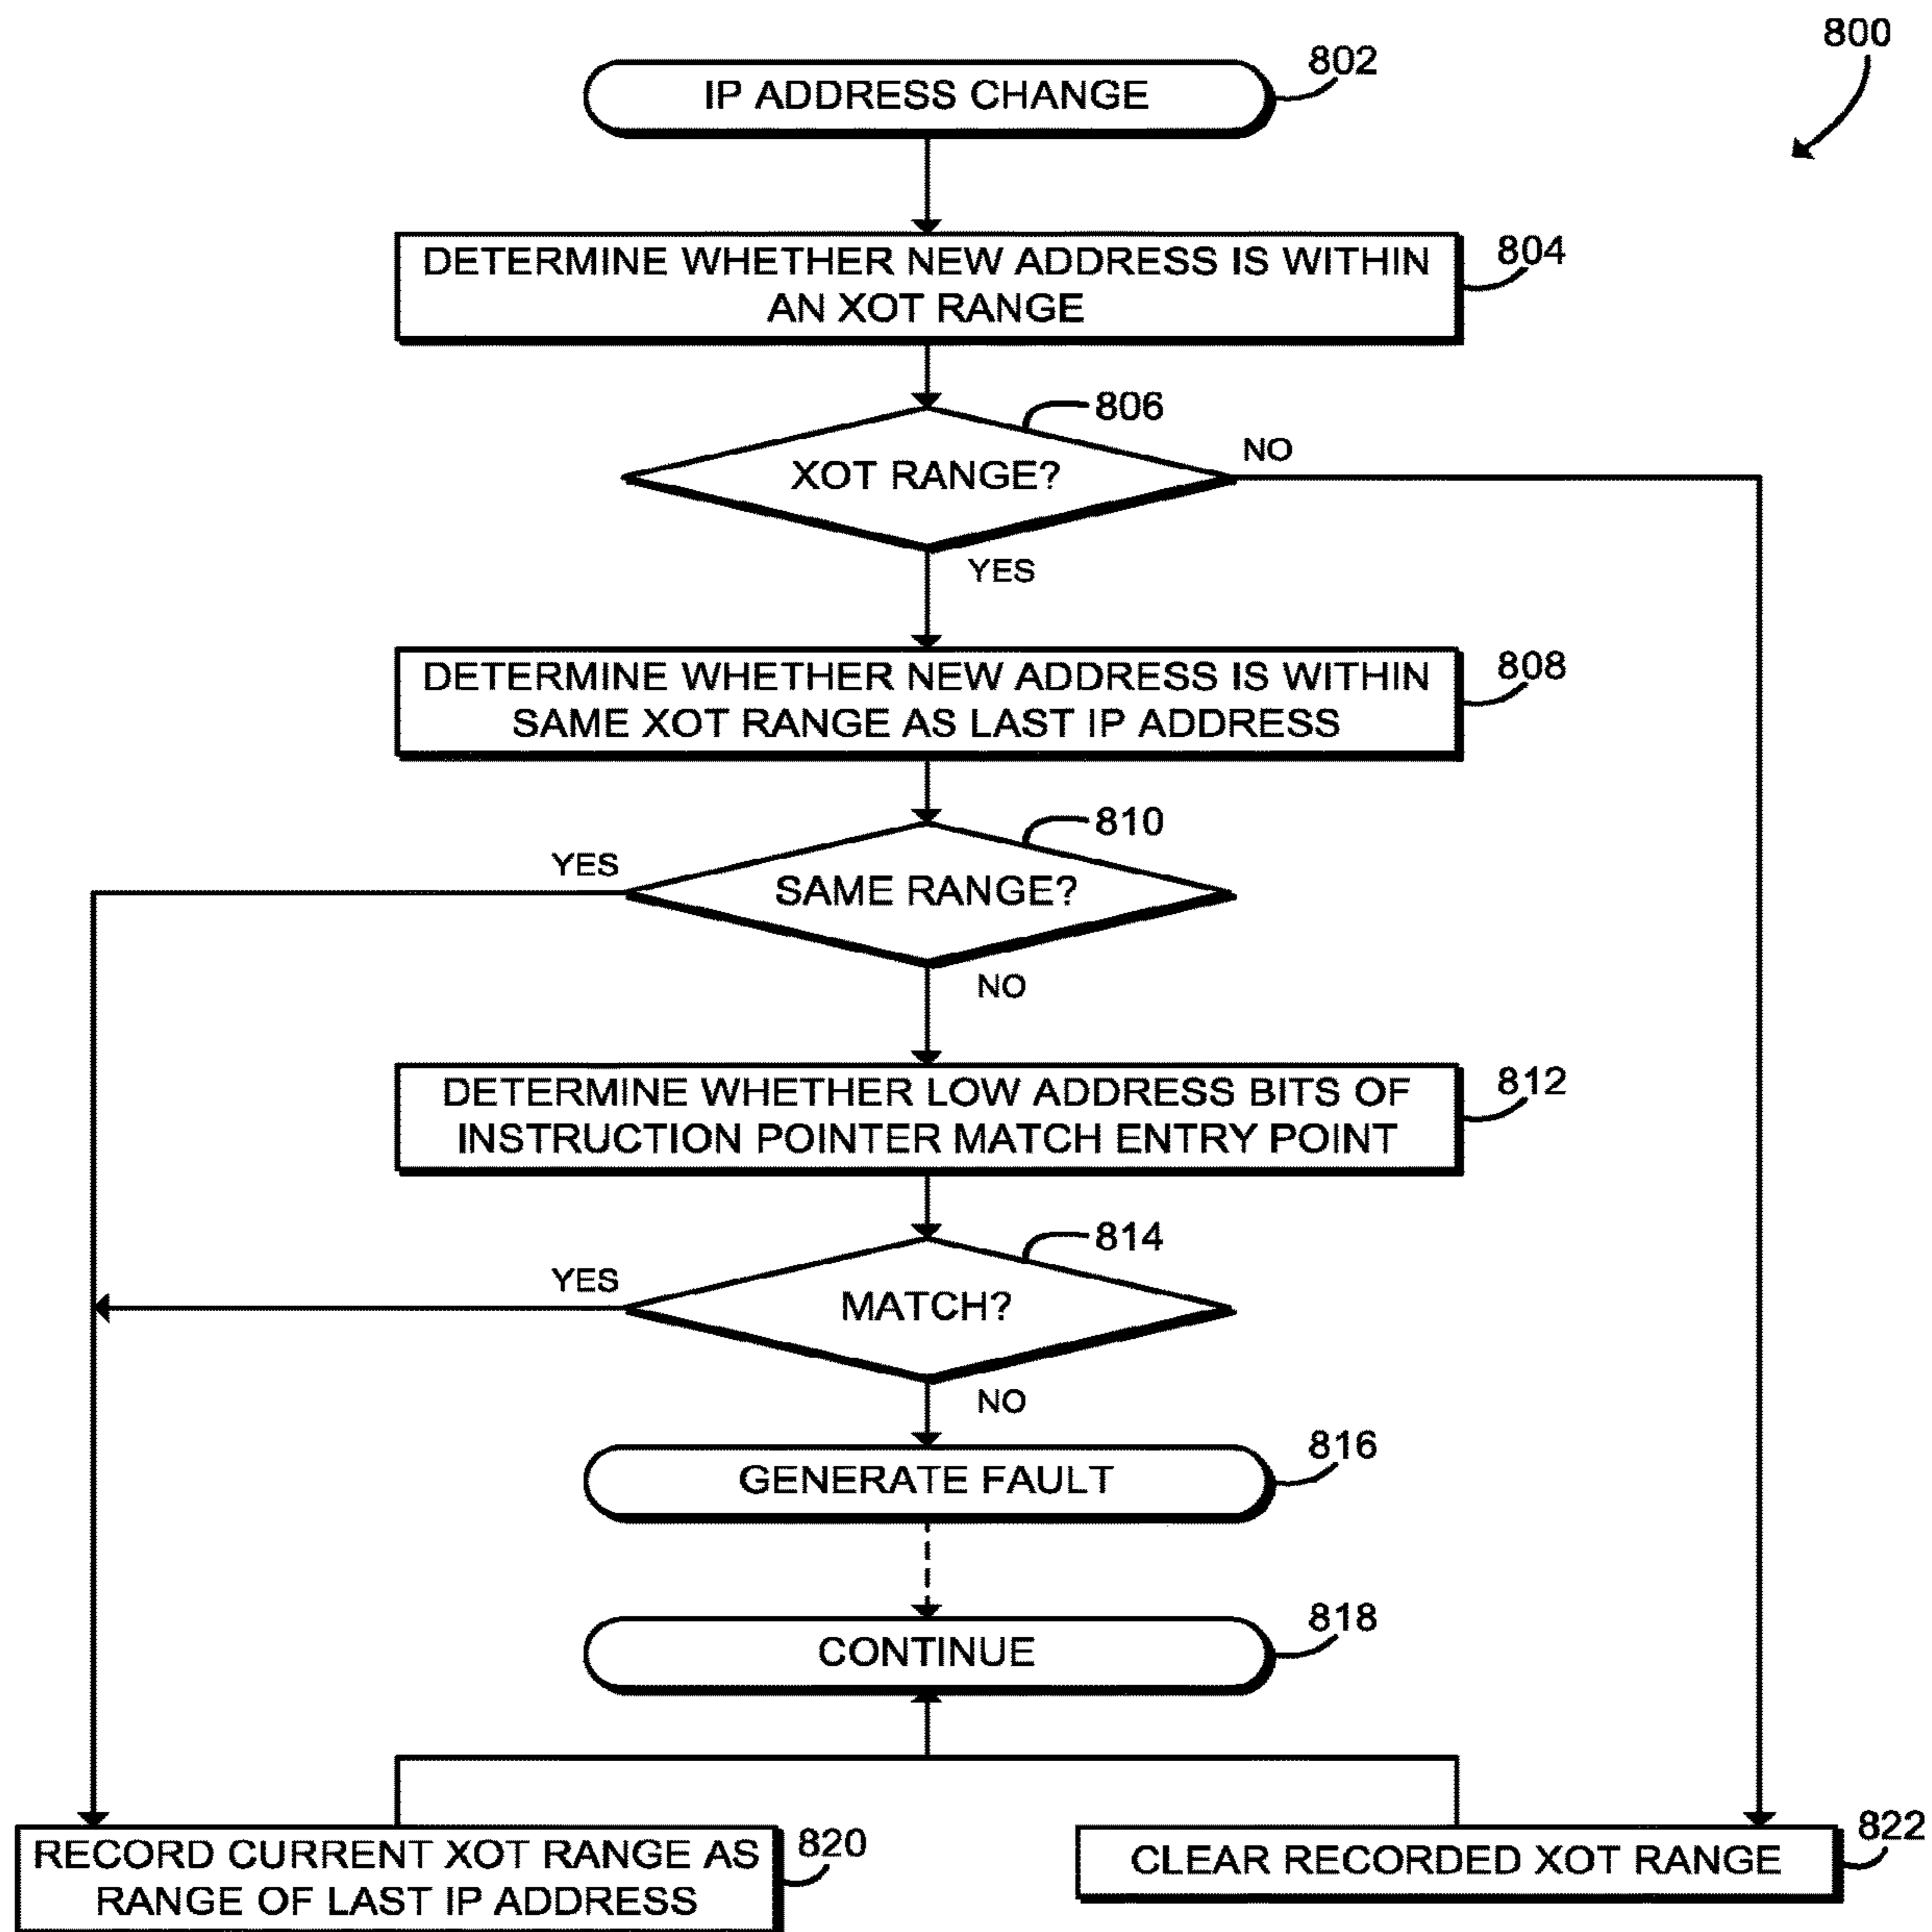 800
IP ADDRESS CHANGE
802
DETERMINE WHETHER NEW ADDRESS IS WITHIN
AN XOT RANGE
804
XOT RANGE?
806
NO
YES
DETERMINE WHETHER NEW ADDRESS IS WITHIN
SAME XOT RANGE AS LAST IP ADDRESS
808
SAME RANGE?
810
YES
NO
DETERMINE WHETHER LOW ADDRESS BITS OF
INSTRUCTION POINTER MATCH ENTRY POINT
812
MATCH?
814
YES
NO
GENERATE FAULT
816
CONTINUE
818
RECORD CURRENT XOT RANGE AS
RANGE OF LAST IP ADDRESS
820
CLEAR RECORDED XOT RANGE
822